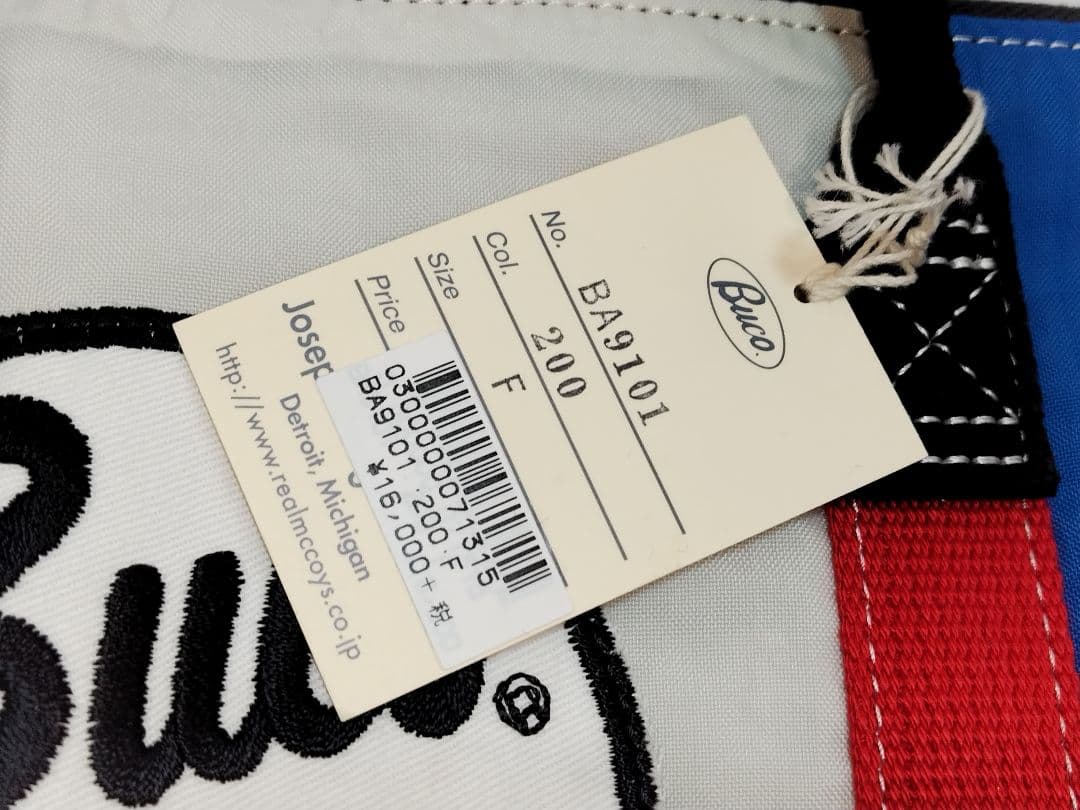 Buco.
No. BA9101
Col. 200
Size F
Price
0300000071315
BA9101 200 F
¥16,000+税
Josep
Detroit, Michigan
http://www.realmccoys.co.jp
Buco
®